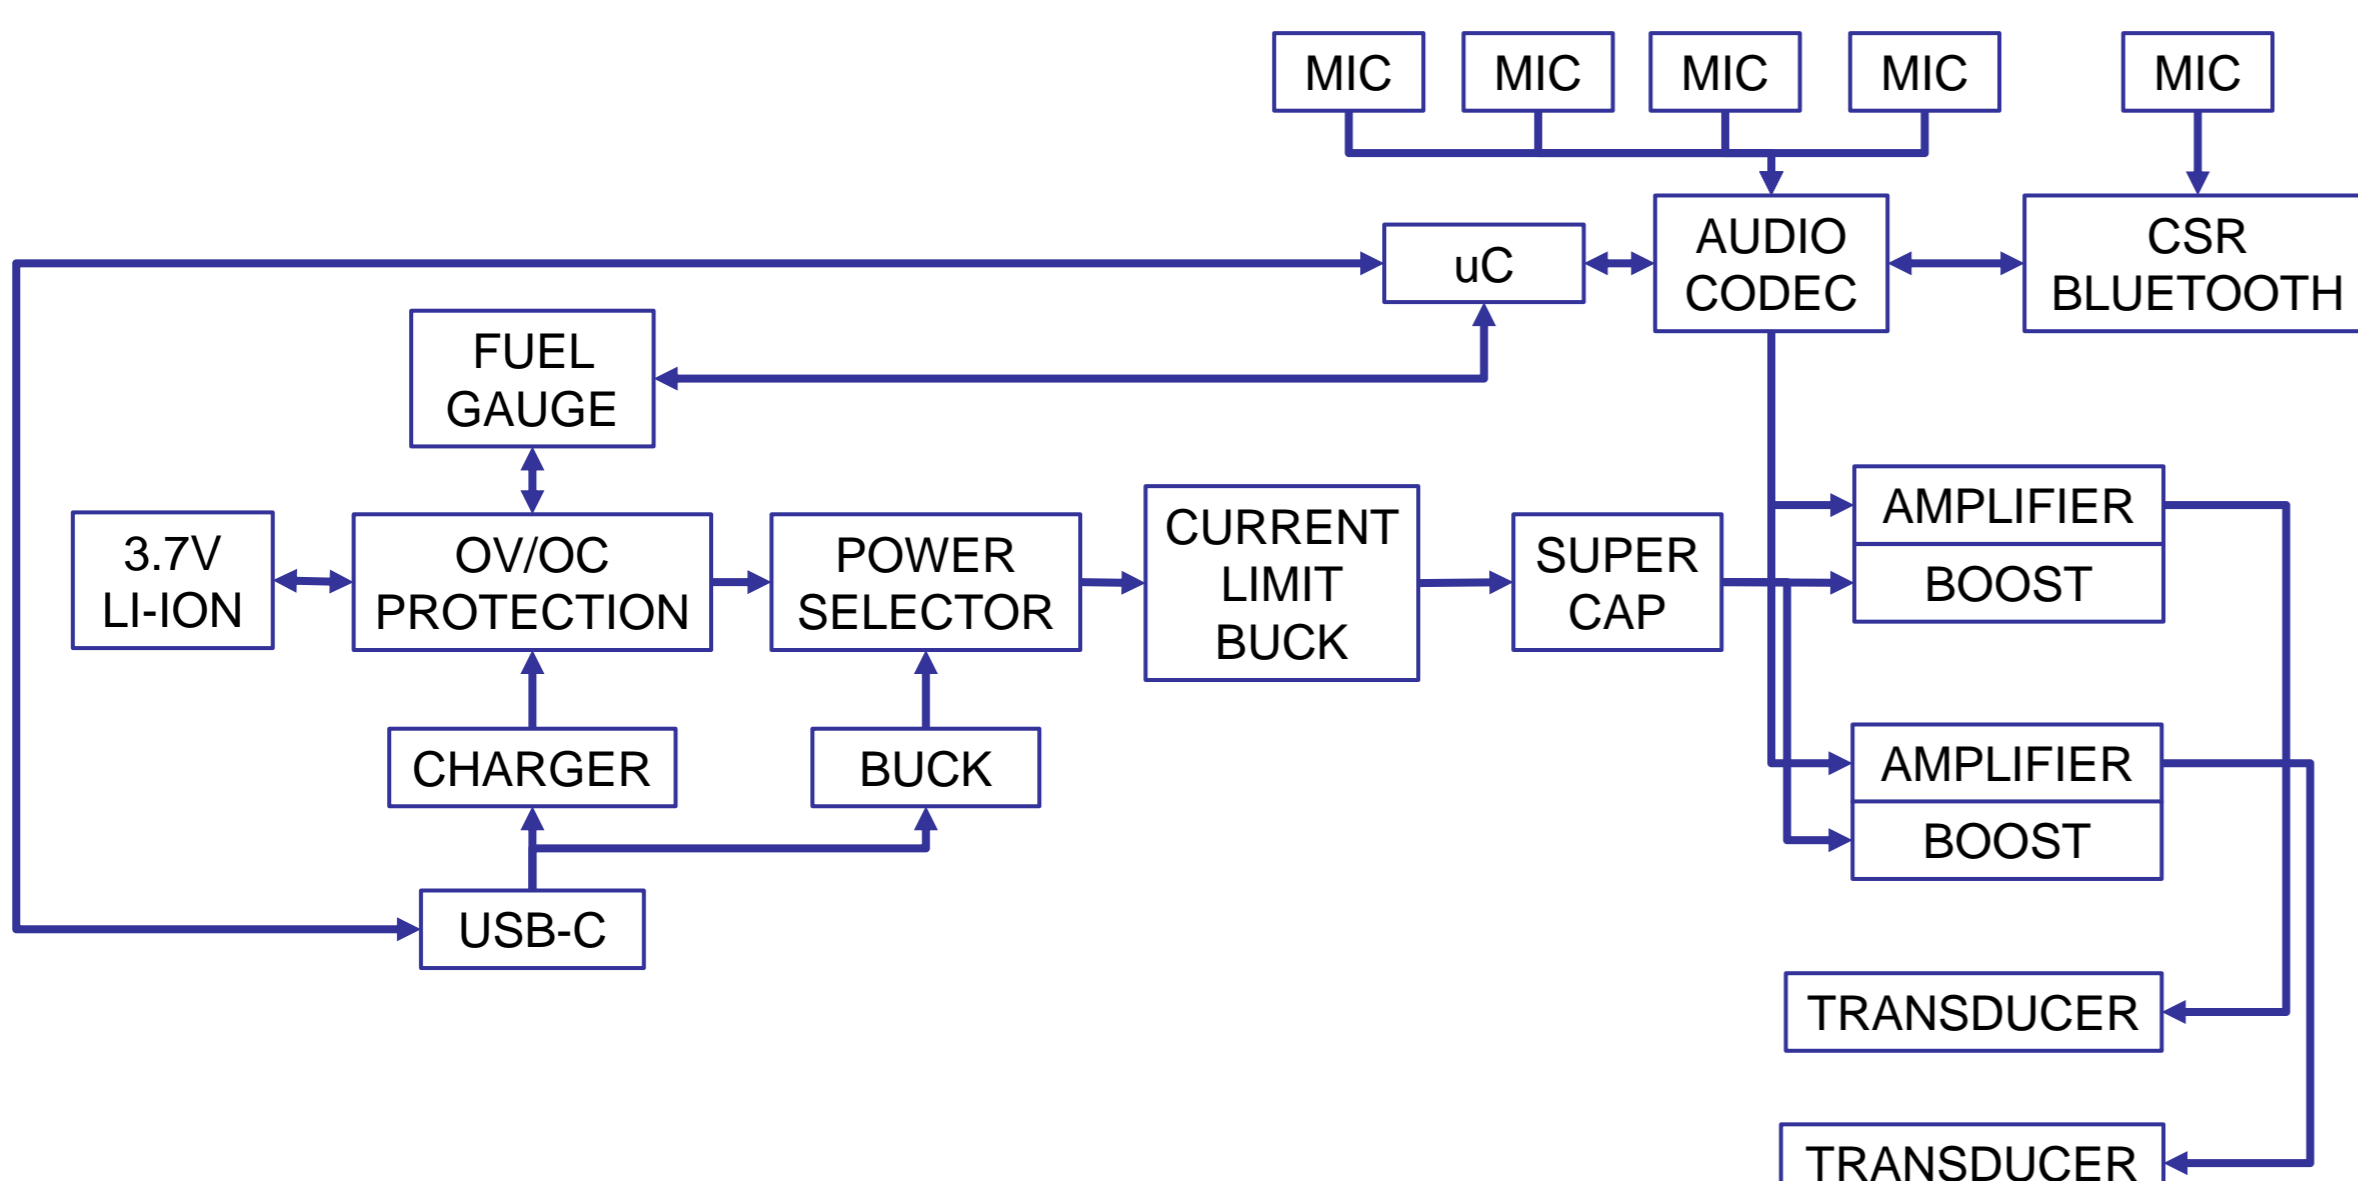 MIC
MIC
MIC
MIC
MIC
uC
AUDIO
CODEC
CSR
BLUETOOTH
FUEL
GAUGE
3.7V
LI-ION
OV/OC
PROTECTION
POWER
SELECTOR
CURRENT
LIMIT
BUCK
SUPER
CAP
AMPLIFIER
BOOST
CHARGER
BUCK
AMPLIFIER
BOOST
USB-C
TRANSDUCER
TRANSDUCER